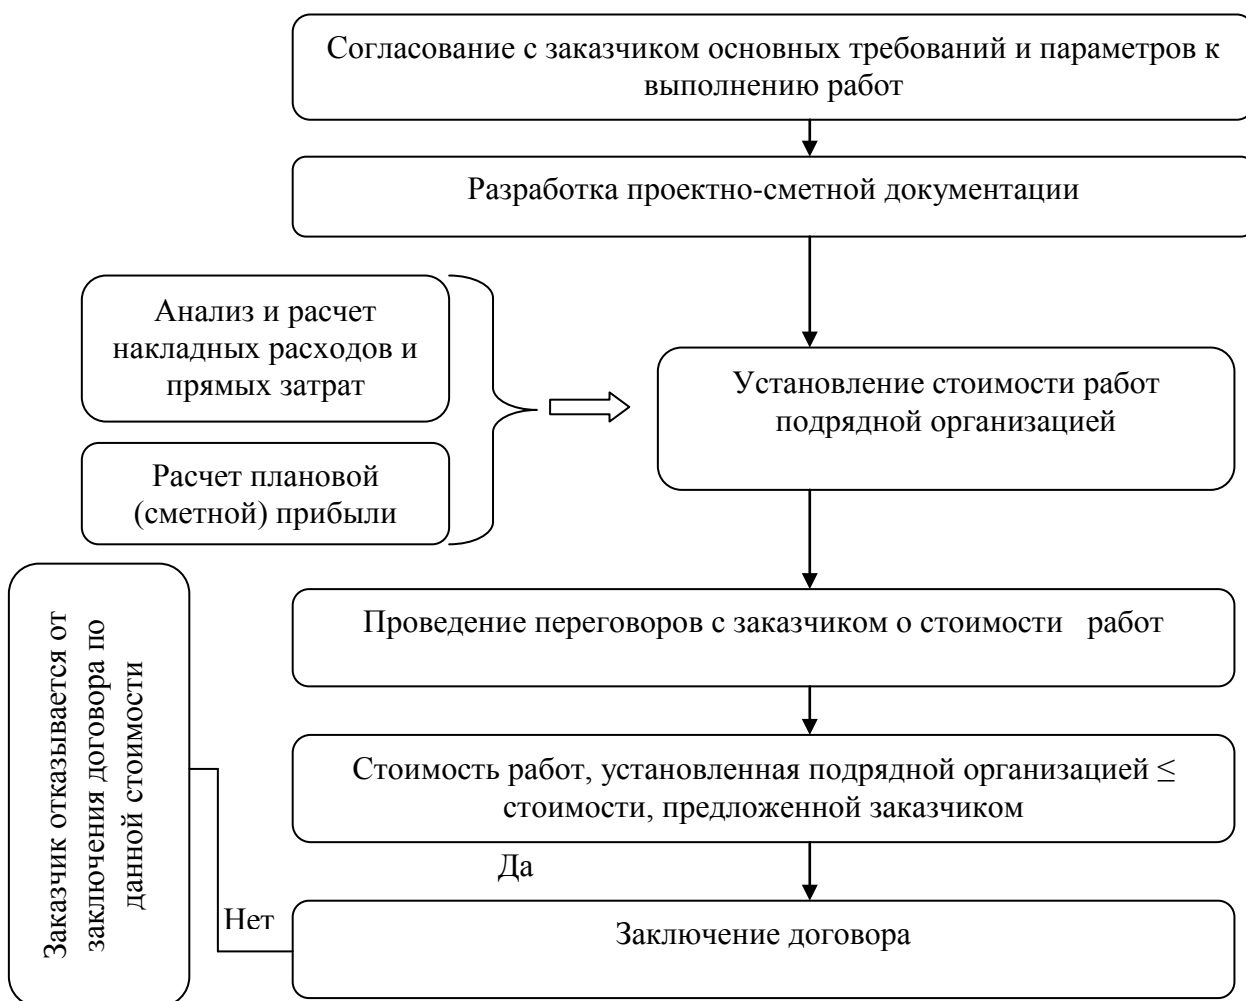 Согласование с заказчиком основных требований и параметров к
выполнению работ
Разработка проектно-сметной документации
Анализ и расчет
накладных расходов и
прямых затрат
Установление стоимости работ
подрядной организацией
Расчет плановой
(сметной) прибыли
Проведение переговоров с заказчиком о стоимости работ
Заказчик отказывается от
заключения договора по
данной стоимости
Стоимость работ, установленная подрядной организацией ≤
стоимости, предложенной заказчиком
Да
Нет
Заключение договора